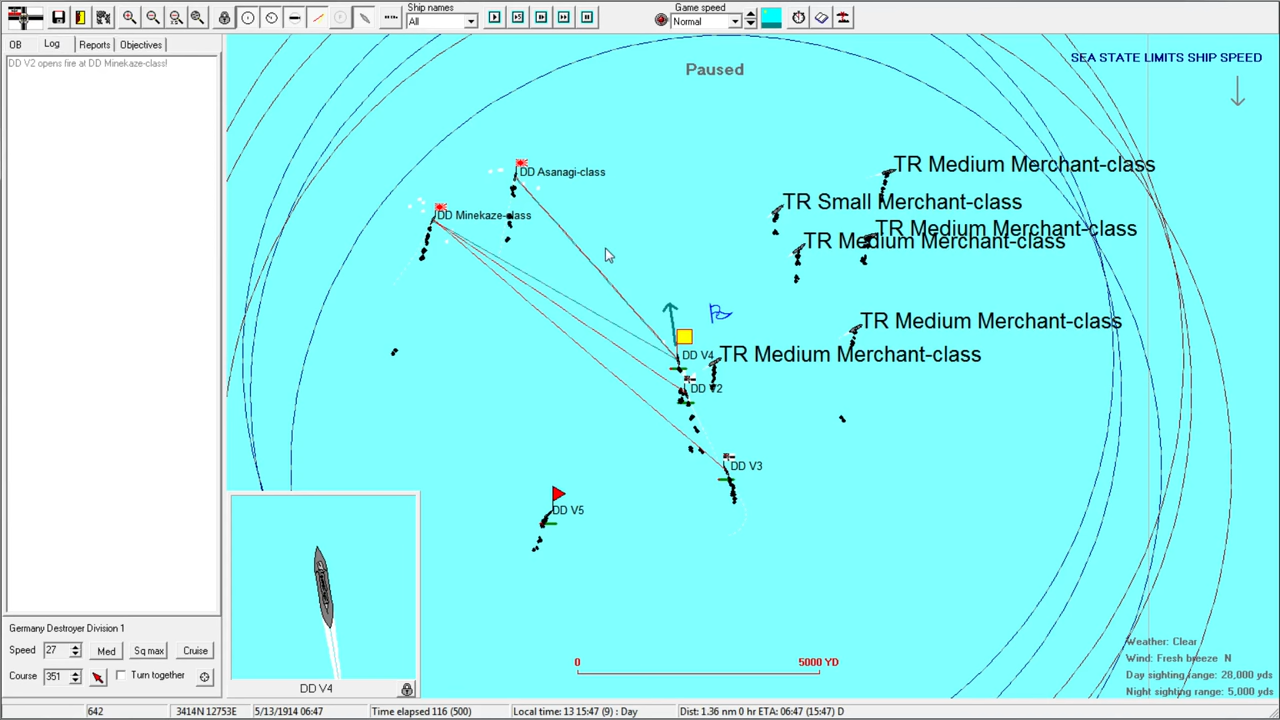 Ship names
All
Game speed
Normal
OB Log Reports Objectives
DD V2 opens fire at DD Minekaze-class!
Paused
SEA STATE LIMITS SHIP SPEED
DD Asanagi-class
DD Minekaze-class
TR Medium Merchant-class
TR Small Merchant-class
TR Medium Merchant-class
TR Medium Merchant-class
TR Medium Merchant-class
DD V4
TR Medium Merchant-class
DD V2
DD V3
DD V5
Germany Destroyer Division 1
Speed 27 Med Sq max Cruise
Course 351 Turn together
DD V4
0 5000 YD
Weather: Clear
Wind: Fresh breeze N
Day sighting range: 28,000 yds
Night sighting range: 5,000 yds
642 3414N 12753E 5/13/1914 06:47 Time elapsed 116 (500) Local time: 13 15:47 (9) : Day Dist: 1.36 nm 0 hr ETA: 06:47 (15:47) D